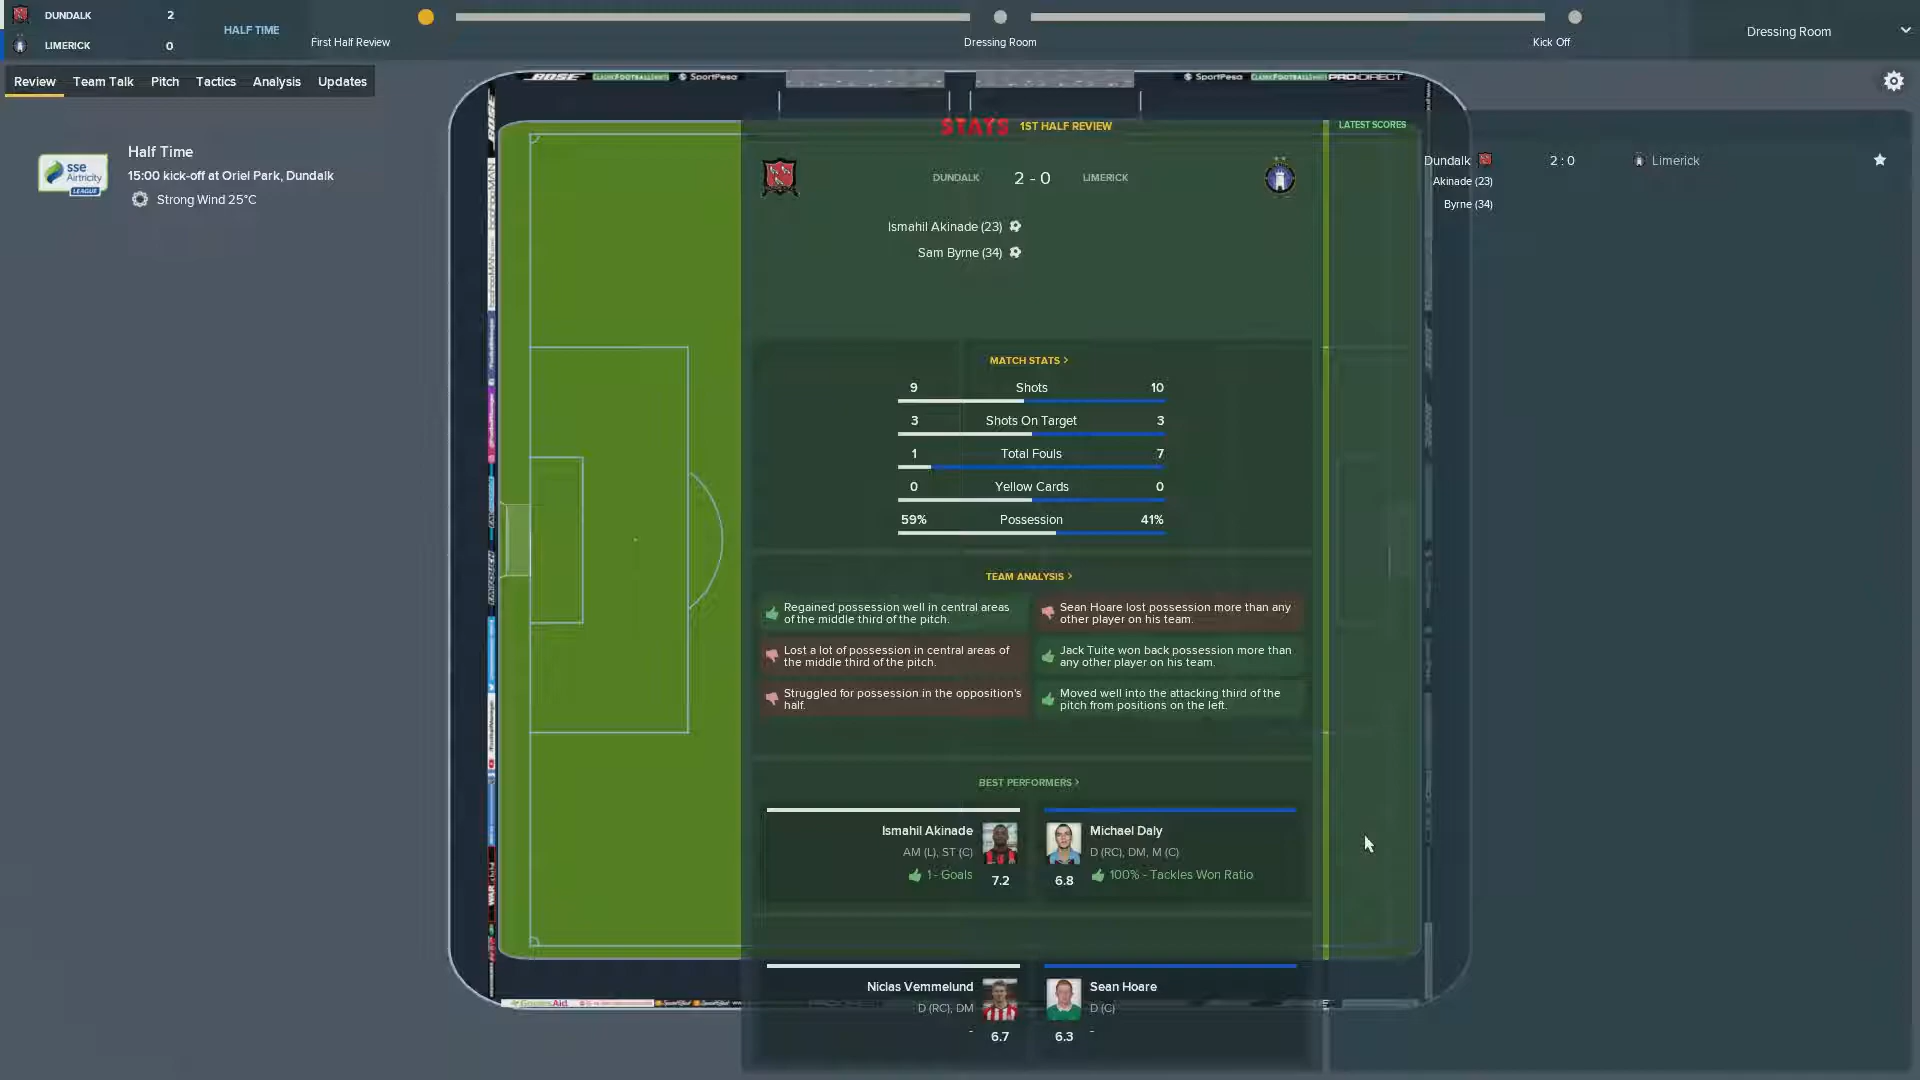 DUNDALK 2
LIMERICK 0
HALF TIME
First Half Review
Dressing Room
Kick Off
Dressing Room
Review Team Talk Pitch Tactics Analysis Updates
BOSE SportPesa SportPesa PRO:DIRECT
sse
Airtricity
LEAGUE
Half Time
15:00 kick-off at Oriel Park, Dundalk
Strong Wind 25°C
STATS 1ST HALF REVIEW
DUNDALK 2 - 0 LIMERICK
Ismahil Akinade (23)
Sam Byrne (34)
MATCH STATS >
9 Shots 10
3 Shots On Target 3
1 Total Fouls 7
0 Yellow Cards 0
59% Possession 41%
TEAM ANALYSIS >
Regained possession well in central areas
of the middle third of the pitch.
Sean Hoare lost possession more than any
other player on his team.
Lost a lot of possession in central areas of
the middle third of the pitch.
Jack Tuite won back possession more than
any other player on his team.
Struggled for possession in the opposition's
half.
Moved well into the attacking third of the
pitch from positions on the left.
BEST PERFORMERS >
Ismahil Akinade
AM (L), ST (C)
1 - Goals
7.2
Michael Daly
D (RC), DM, M (C)
100% - Tackles Won Ratio
6.8
Niclas Vemmelund
D (RC), DM
-
6.7
Sean Hoare
D (C)
-
6.3
LATEST SCORES
Dundalk 2 : 0 Limerick
Akinade (23)
Byrne (34)